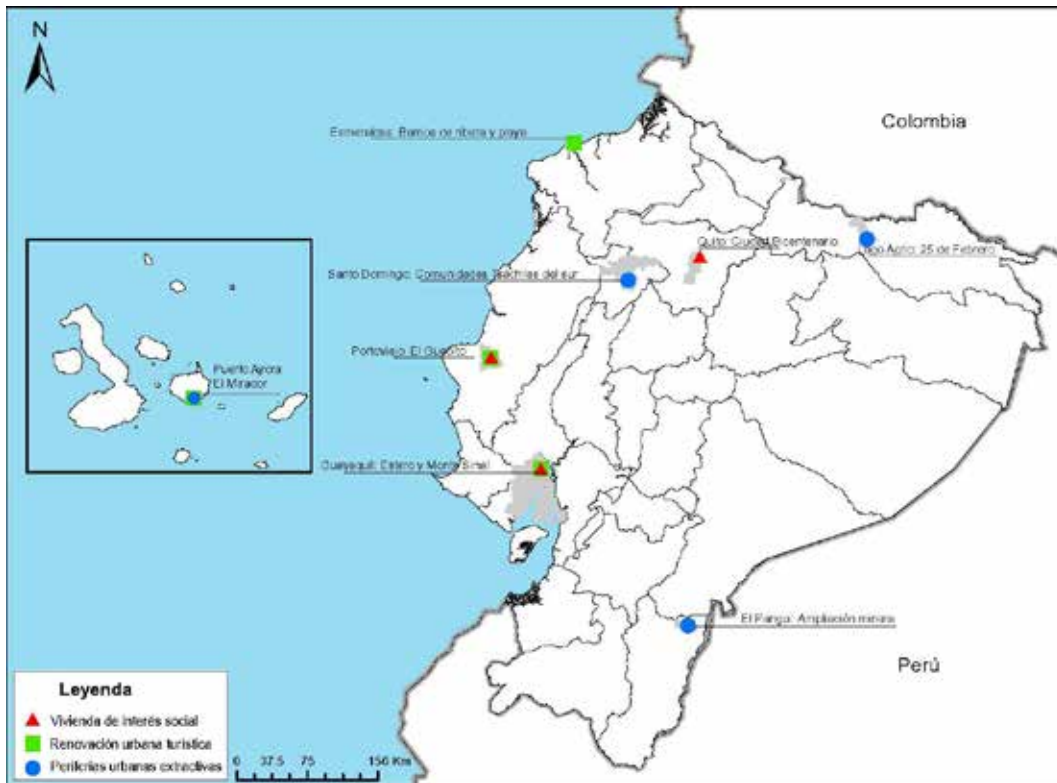 N
Colombia
Esmeraldas: Barrios de ribera y playa
Quito: Ciudad Bicentenario
Lago Agrio: 25 de Febrero
Santo Domingo: Comunidades Tsáchilas del sur
Portoviejo: El Guabito
Puerto Ayora
El Mirador
Guayaquil: Estero y Monte Sinaí
El Pangui: Ampliación minera
Perú
Leyenda
Vivienda de interés social
Renovación urbana turística
Periferias urbanas extractivas
0 37.5 75 150 Km